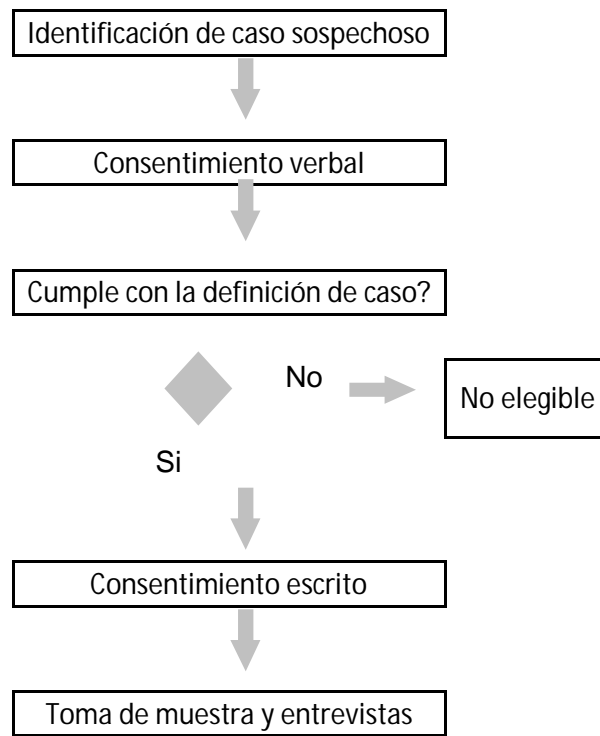 Identificación de caso sospechoso
Consentimiento verbal
Cumple con la definición de caso?
No
No elegible
Si
Consentimiento escrito
Toma de muestra y entrevistas